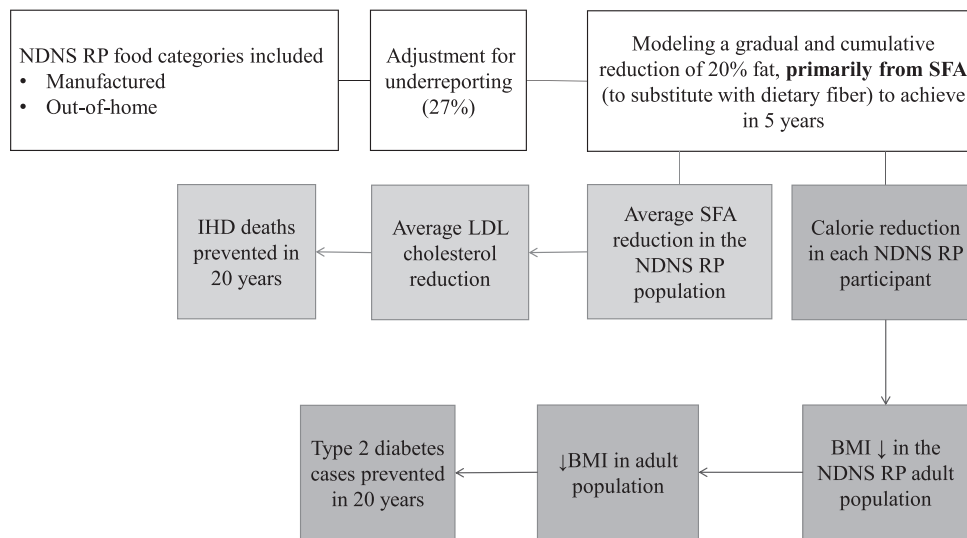 NDNS RP food categories included
• Manufactured
• Out-of-home
Adjustment for
underreporting
(27%)
Modeling a gradual and cumulative
reduction of 20% fat, primarily from SFA
(to substitute with dietary fiber) to achieve
in 5 years
IHD deaths
prevented in
20 years
Average LDL
cholesterol
reduction
Average SFA
reduction in the
NDNS RP
population
Calorie reduction
in each NDNS RP
participant
Type 2 diabetes
cases prevented
in 20 years
↓BMI in adult
population
BMI ↓ in the
NDNS RP adult
population